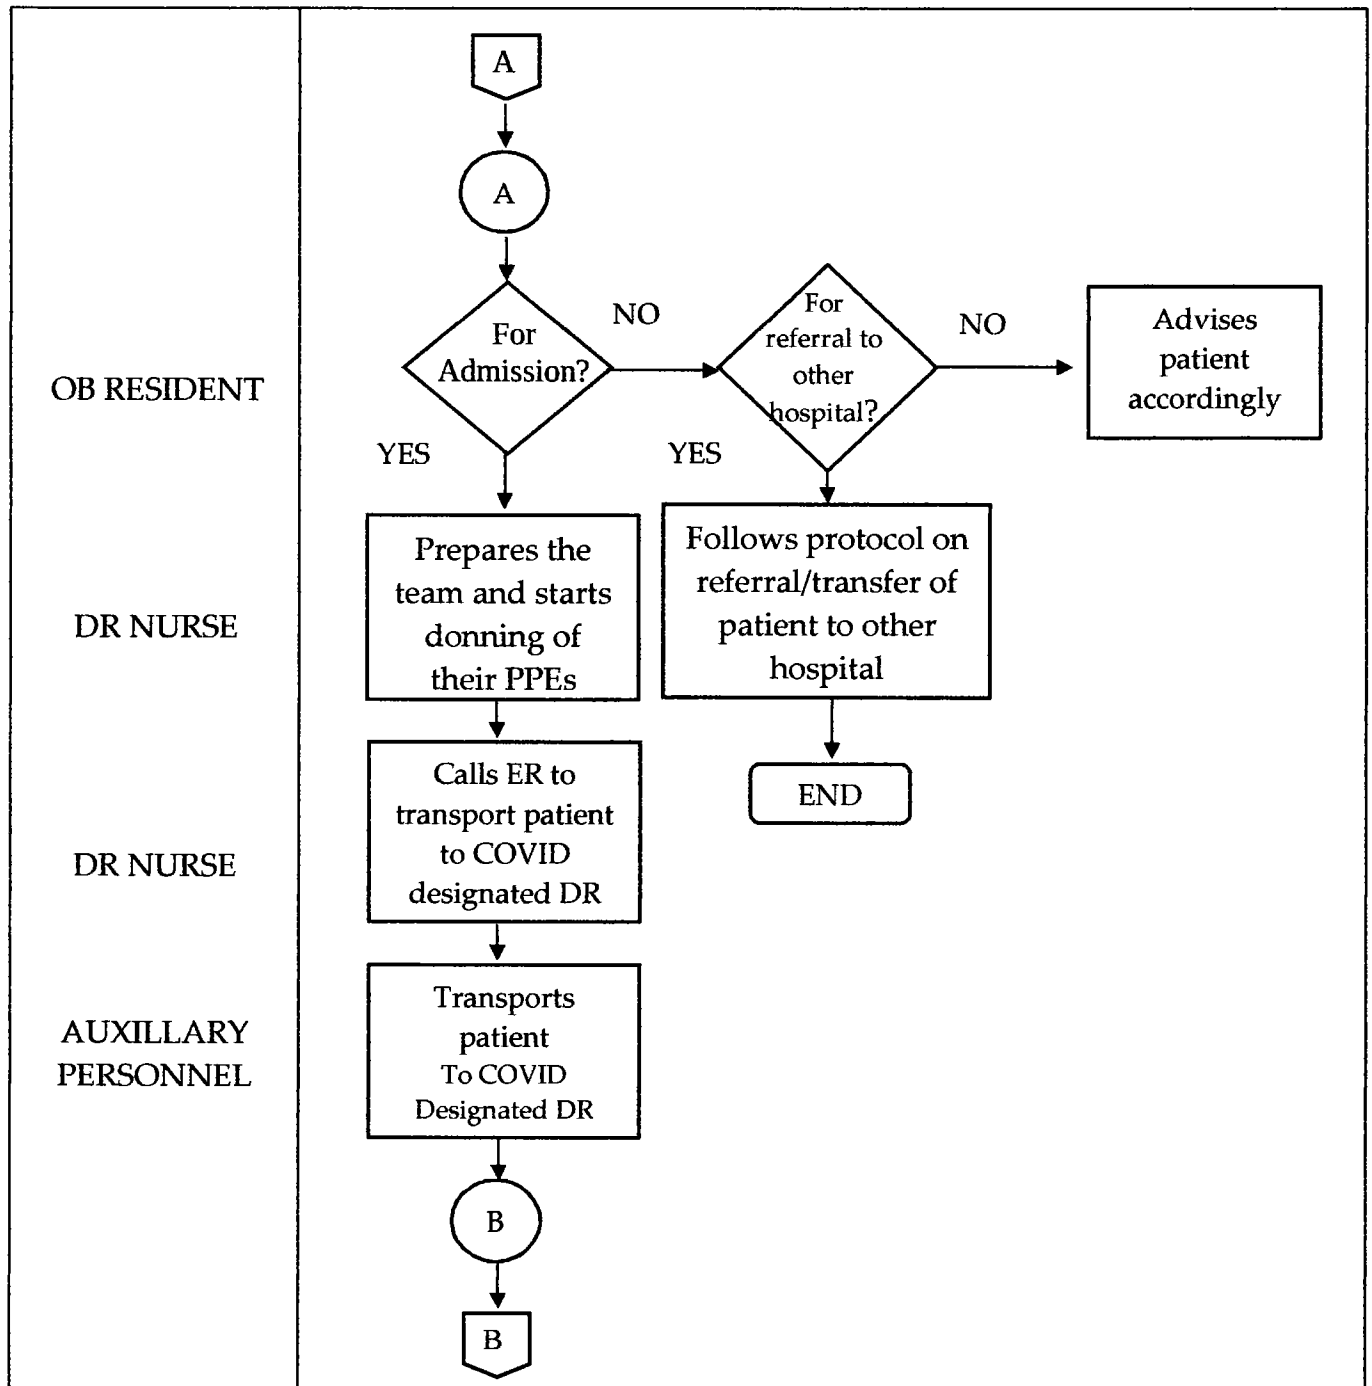 A
A
OB RESIDENT
For
Admission?
NO
For
referral to
other
hospital?
NO
Advises
patient
accordingly
YES
YES
DR NURSE
Prepares the
team and starts
donning of
their PPEs
Follows protocol on
referral/transfer of
patient to other
hospital
DR NURSE
Calls ER to
transport patient
to COVID
designated DR
END
AUXILLARY
PERSONNEL
Transports
patient
To COVID
Designated DR
B
B